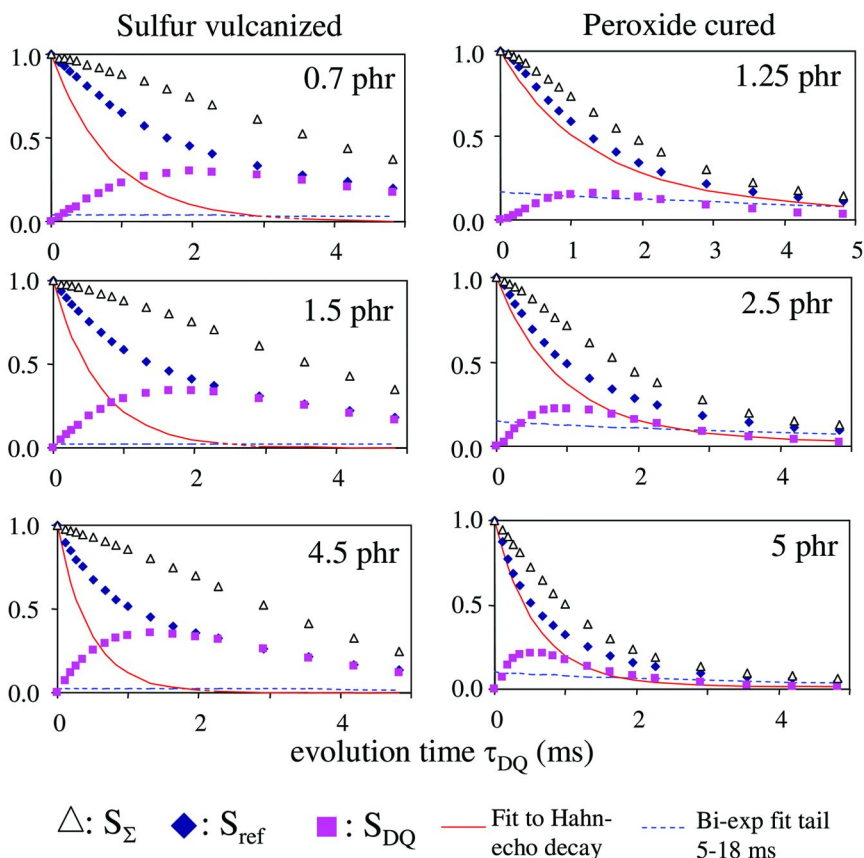 Sulfur vulcanized
Peroxide cured
1.0
0.5
0.0
0.7 phr
0 2 4
1.0
0.5
0.0
1.25 phr
0 1 2 3 4 5
1.0
0.5
0.0
1.5 phr
0 2 4
1.0
0.5
0.0
2.5 phr
0 2 4
1.0
0.5
0.0
4.5 phr
0 2 4
1.0
0.5
0.0
5 phr
0 2 4
evolution time τDQ (ms)
△: SΣ ◆: Sref ■: SDQ
Fit to Hahn-
echo decay
Bi-exp fit tail
5-18 ms